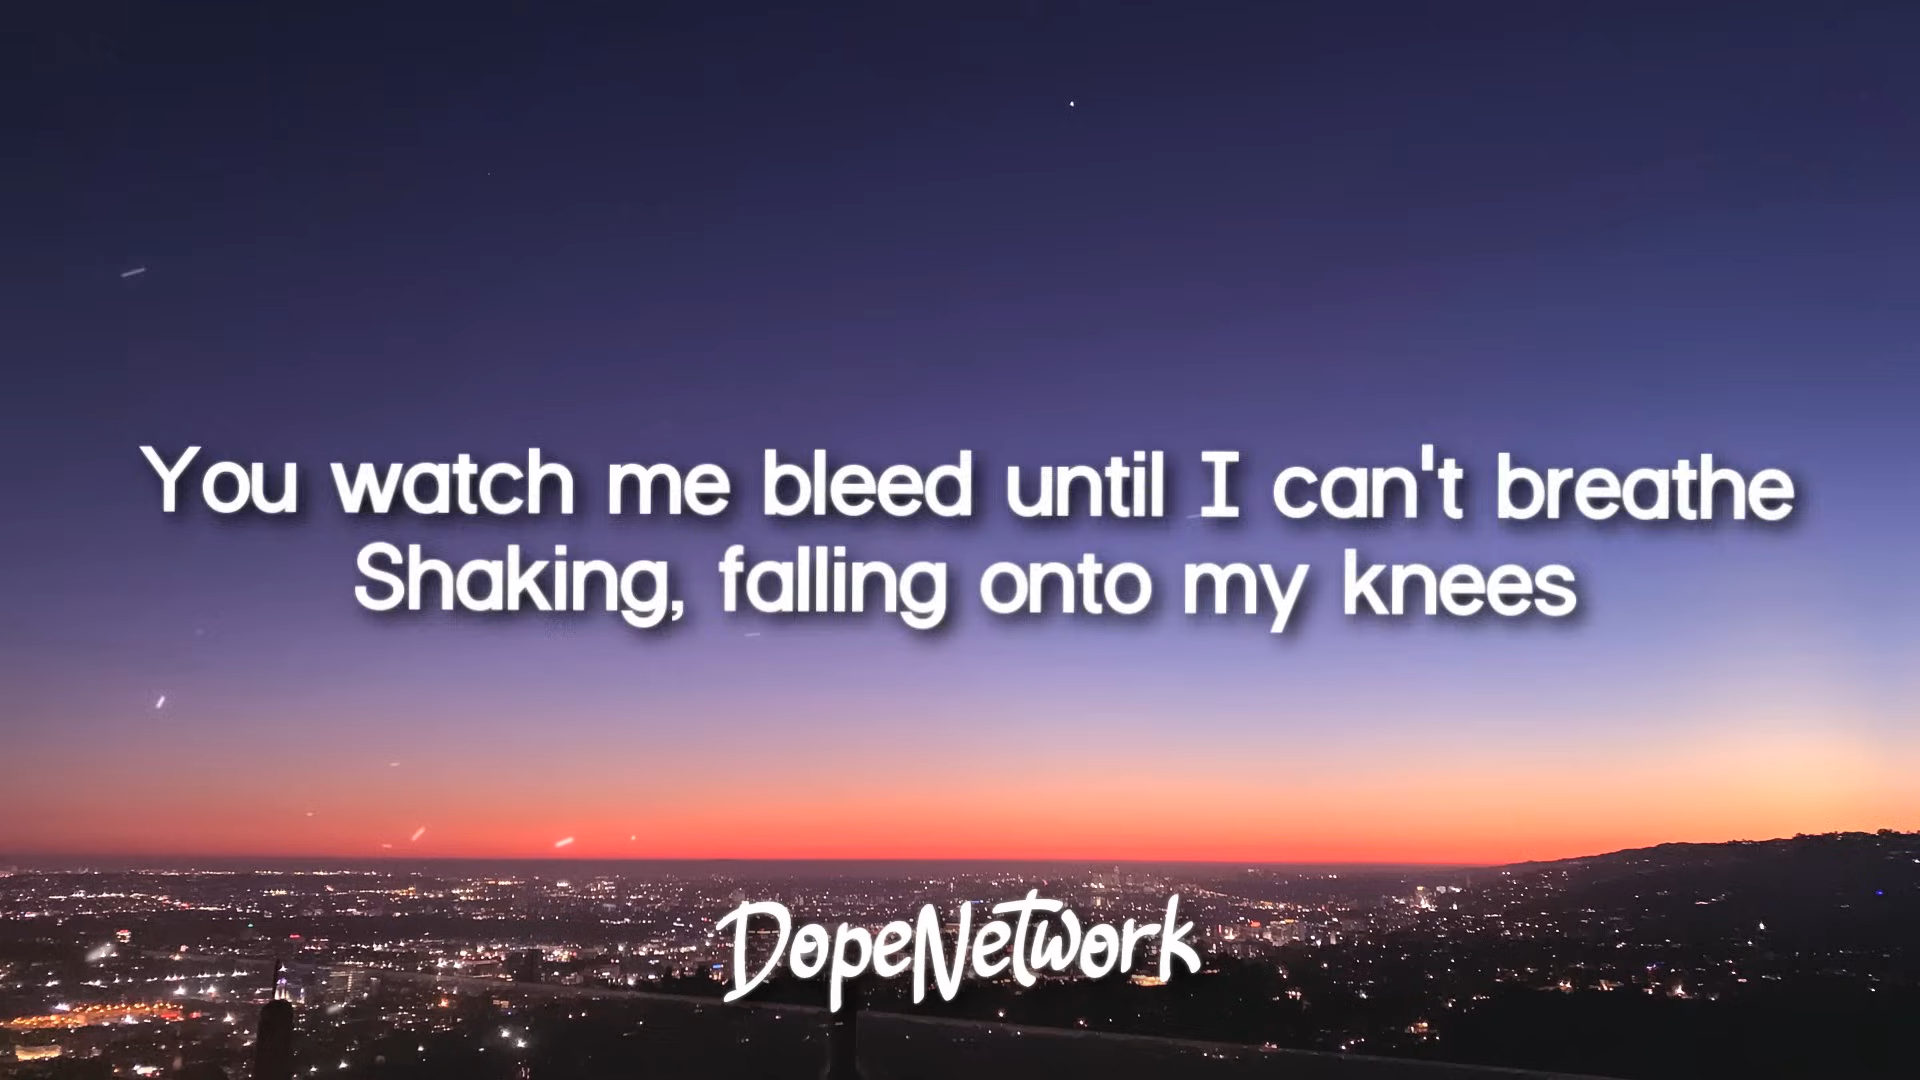 You watch me bleed until I can't breathe
Shaking, falling onto my knees
DopeNetwork